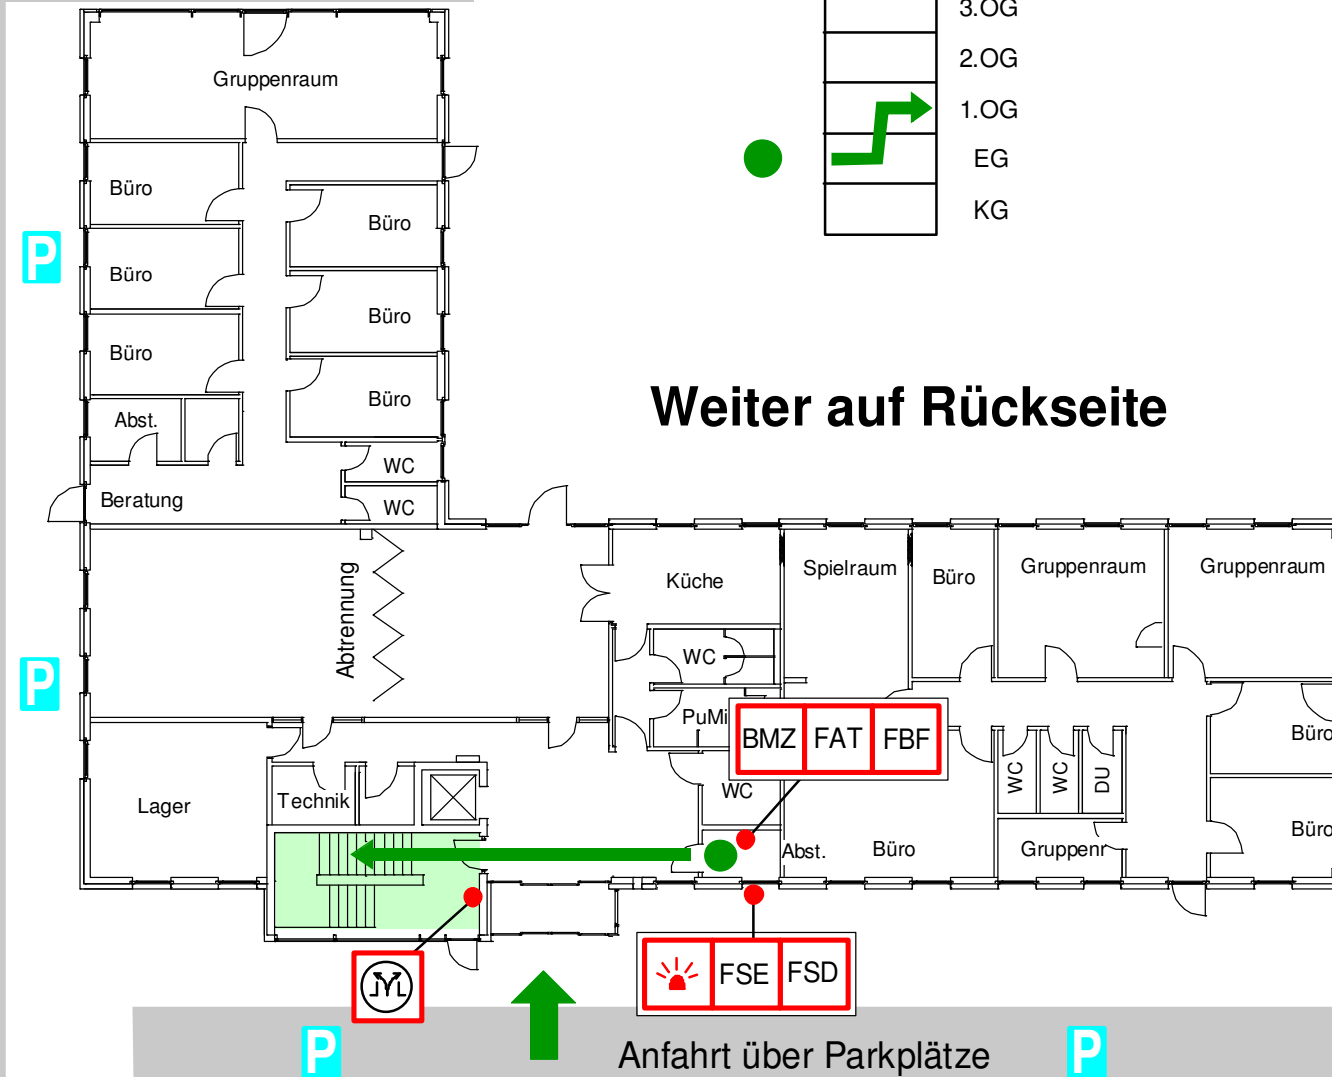 3.OG
2.OG
1.OG
EG
KG
Gruppenraum
Büro
Büro
Büro
Büro
Büro
Büro
Abst.
WC
Beratung
WC
P
P
Weiter auf Rückseite
Abtrennung
Küche
Spielraum
Büro
Gruppenraum
Gruppenraum
WC
PuMi
BMZ FAT FBF
WC
WC
WC
DU
Büro
Lager
Technik
Abst.
Büro
Gruppenr
Büro
FSE FSD
P
Anfahrt über Parkplätze
P